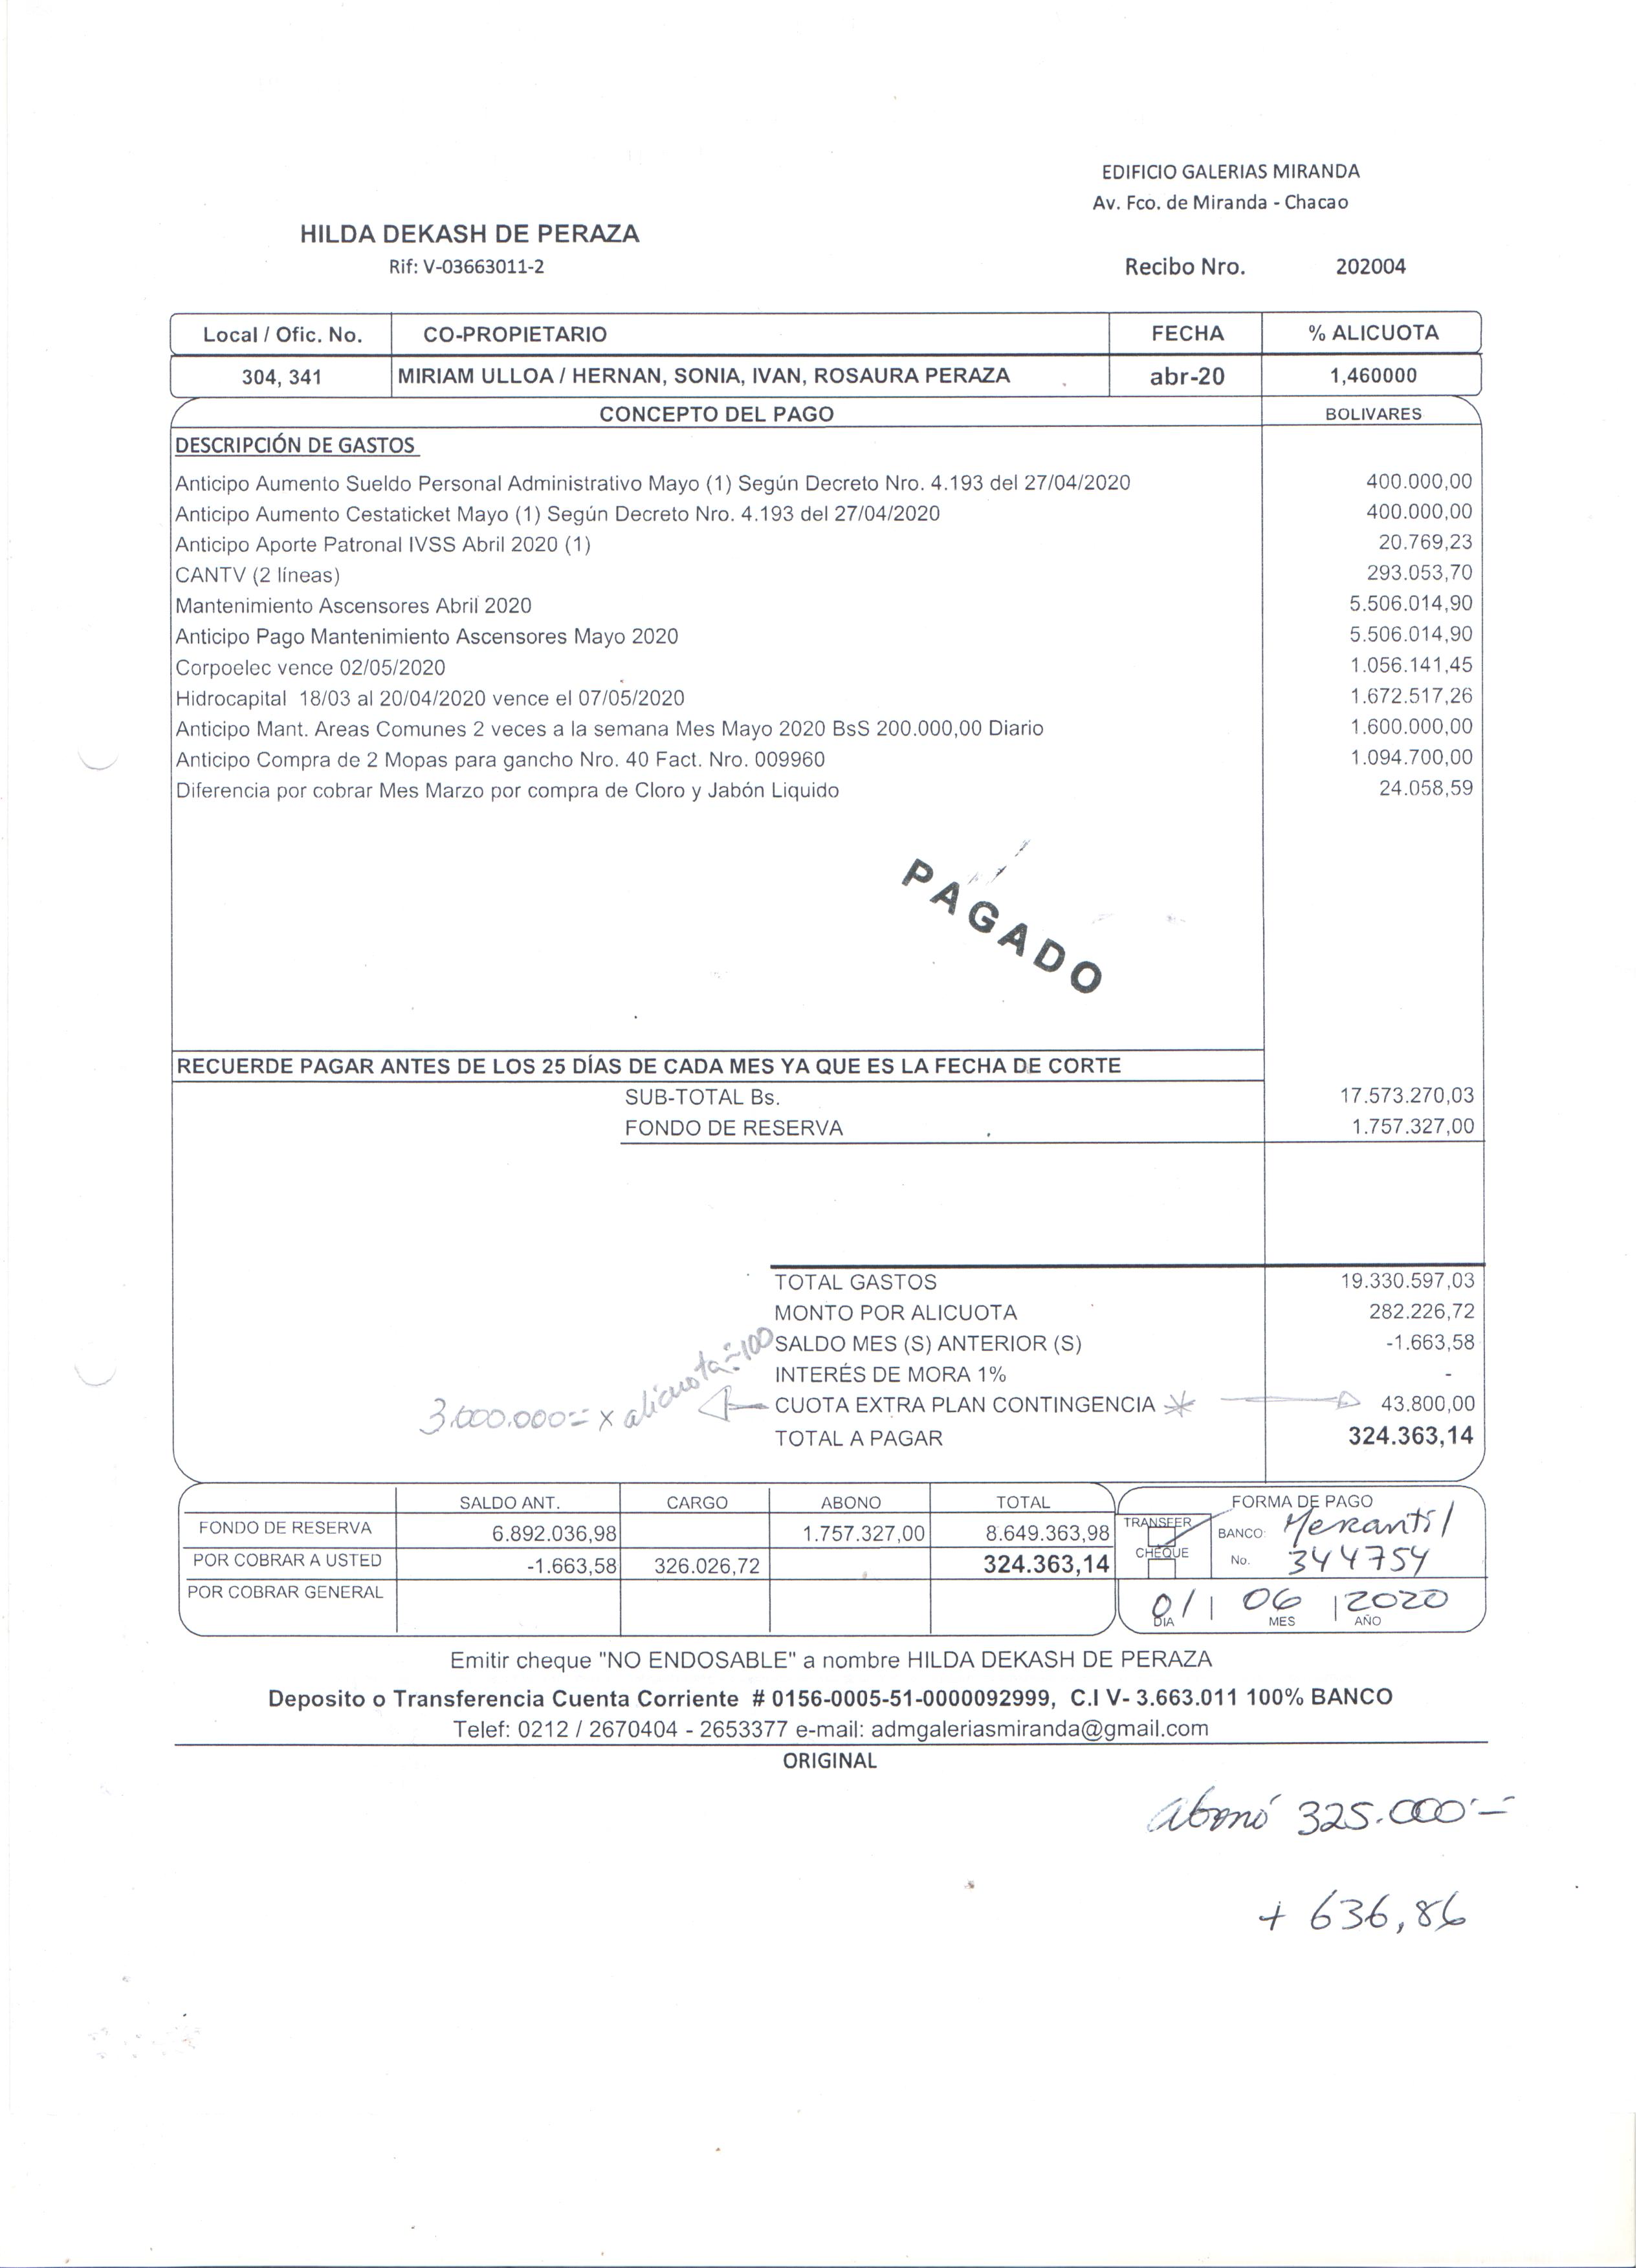 EDIFICIO GALERIAS MIRANDA
Av. Fco. de Miranda - Chacao
HILDA DEKASH DE PERAZA
Rif: V-03663011-2
Recibo Nro. 202004
Local / Ofic. No. CO-PROPIETARIO FECHA % ALICUOTA
304, 341 MIRIAM ULLOA / HERNAN, SONIA, IVAN, ROSAURA PERAZA abr-20 1,460000
CONCEPTO DEL PAGO BOLIVARES
DESCRIPCIÓN DE GASTOS
Anticipo Aumento Sueldo Personal Administrativo Mayo (1) Según Decreto Nro. 4.193 del 27/04/2020 400.000,00
Anticipo Aumento Cestaticket Mayo (1) Según Decreto Nro. 4.193 del 27/04/2020 400.000,00
Anticipo Aporte Patronal IVSS Abril 2020 (1) 20.769,23
CANTV (2 líneas) 293.053,70
Mantenimiento Ascensores Abril 2020 5.506.014,90
Anticipo Pago Mantenimiento Ascensores Mayo 2020 5.506.014,90
Corpoelec vence 02/05/2020 1.056.141,45
Hidrocapital 18/03 al 20/04/2020 vence el 07/05/2020 1.672.517,26
Anticipo Mant. Areas Comunes 2 veces a la semana Mes Mayo 2020 BsS 200.000,00 Diario 1.600.000,00
Anticipo Compra de 2 Mopas para gancho Nro. 40 Fact. Nro. 009960 1.094.700,00
Diferencia por cobrar Mes Marzo por compra de Cloro y Jabón Liquido 24.058,59
PAGADO
RECUERDE PAGAR ANTES DE LOS 25 DÍAS DE CADA MES YA QUE ES LA FECHA DE CORTE
SUB-TOTAL Bs. 17.573.270,03
FONDO DE RESERVA 1.757.327,00
TOTAL GASTOS 19.330.597,03
MONTO POR ALICUOTA 282.226,72
SALDO MES (S) ANTERIOR (S) -1.663,58
INTERÉS DE MORA 1% -
3.000.000= x alicuota ÷100 CUOTA EXTRA PLAN CONTINGENCIA * 43.800,00
TOTAL A PAGAR 324.363,14
SALDO ANT. CARGO ABONO TOTAL FORMA DE PAGO
FONDO DE RESERVA 6.892.036,98 1.757.327,00 8.649.363,98 TRANSFER BANCO: Merkantil
POR COBRAR A USTED -1.663,58 326.026,72 324.363,14 CHEQUE No. 344754
POR COBRAR GENERAL 01 | 06 | 2020
DIA MES AÑO
Emitir cheque "NO ENDOSABLE" a nombre HILDA DEKASH DE PERAZA
Deposito o Transferencia Cuenta Corriente # 0156-0005-51-0000092999, C.I V- 3.663.011 100% BANCO
Telef: 0212 / 2670404 - 2653377 e-mail: admgaleriasmiranda@gmail.com
ORIGINAL
abonó 325.000=
+ 636,86